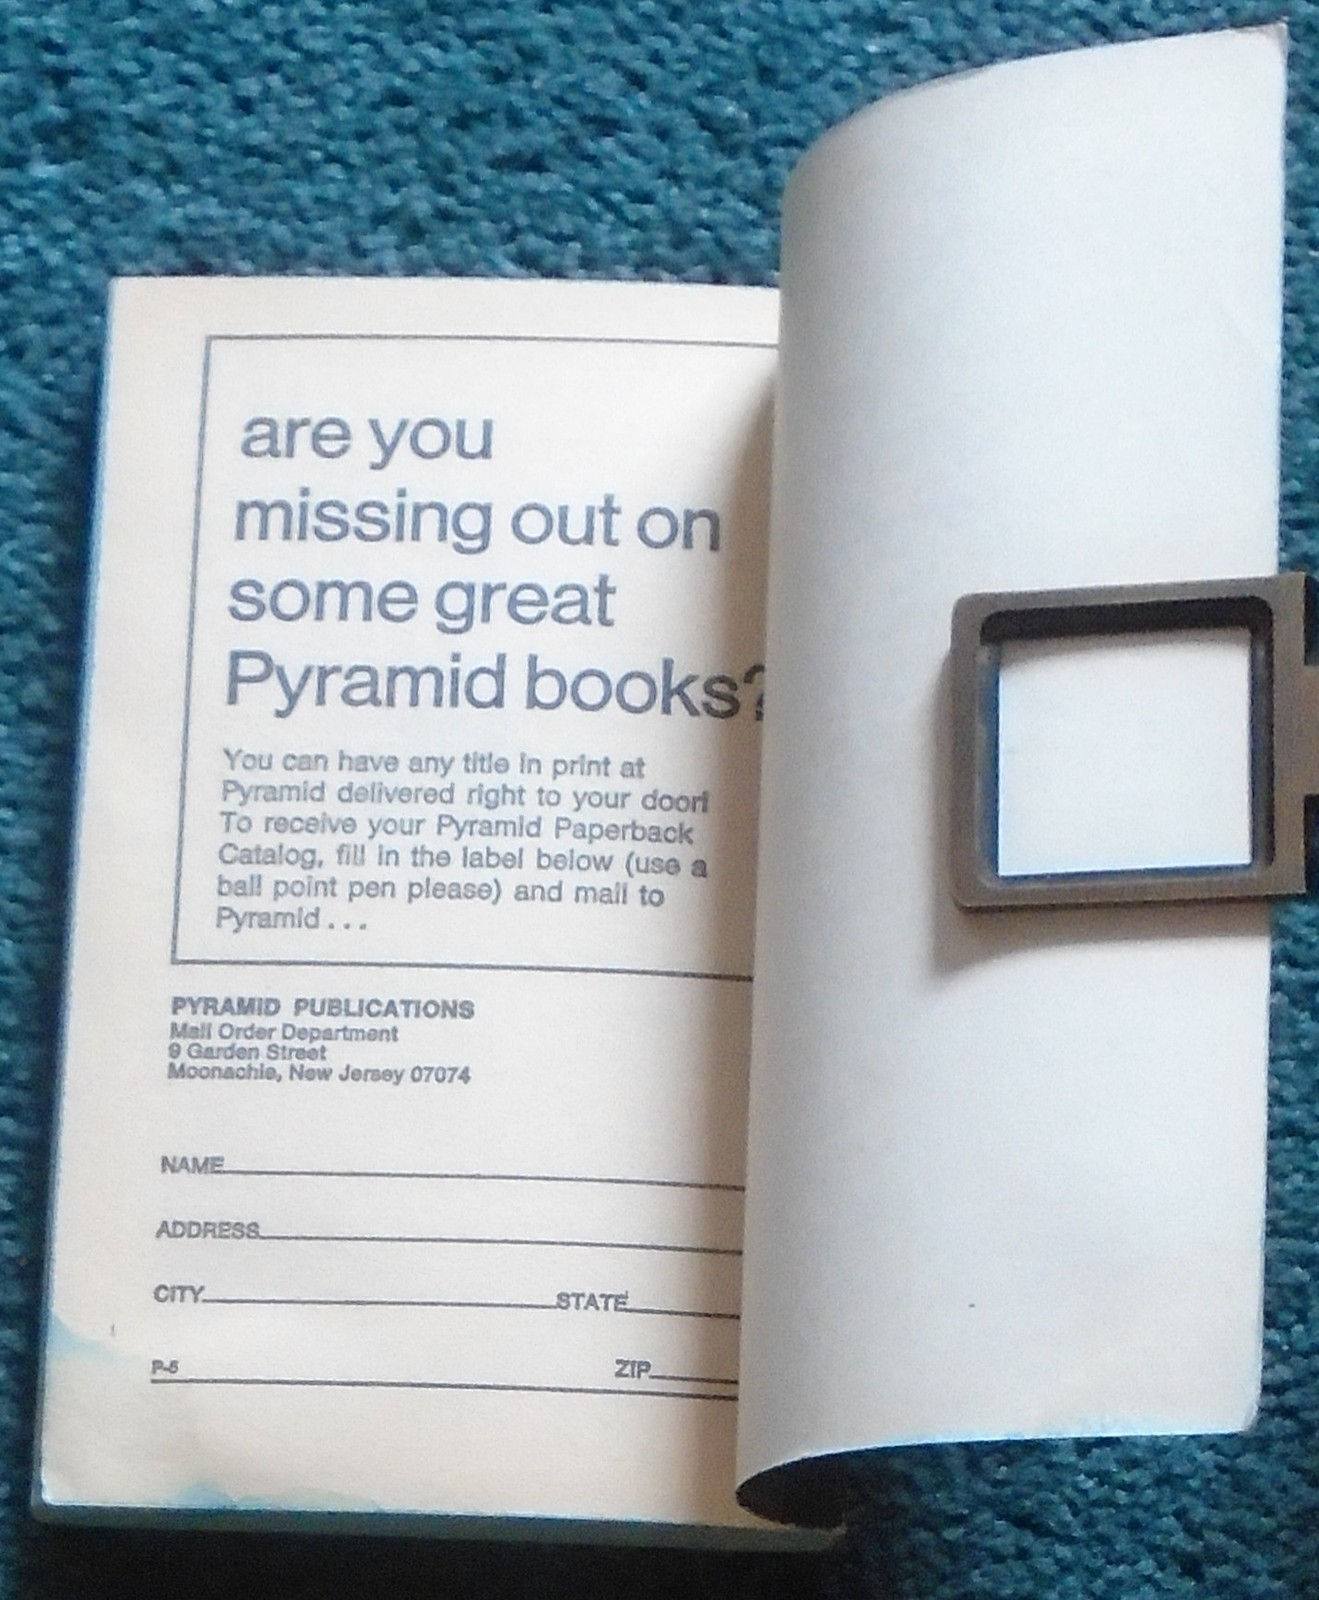 are you
missing out on
some great
Pyramid books?
You can have any title in print at
Pyramid delivered right to your door!
To receive your Pyramid Paperback
Catalog, fill in the label below (use a
ball point pen please) and mail to
Pyramid . . .
PYRAMID PUBLICATIONS
Mail Order Department
9 Garden Street
Moonachie, New Jersey 07074
NAME
ADDRESS
CITY STATE
P-5 ZIP